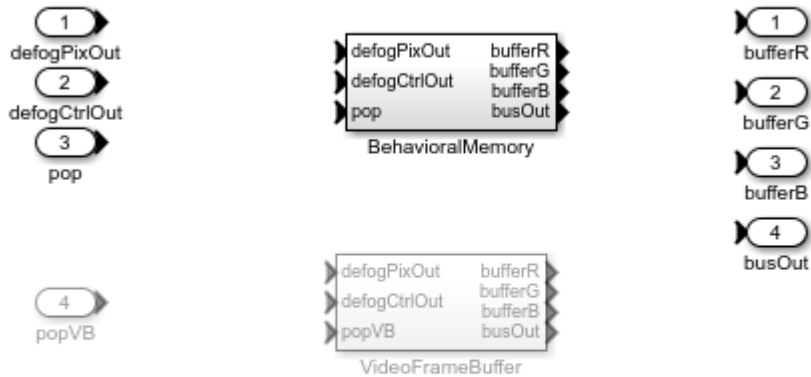 1
defogPixOut
2
defogCtrlOut
3
pop
defogPixOut bufferR
defogCtrlOut bufferG
bufferB
pop busOut
BehavioralMemory
1
bufferR
2
bufferG
3
bufferB
4
busOut
4
popVB
defogPixOut bufferR
defogCtrlOut bufferG
bufferB
popVB busOut
VideoFrameBuffer